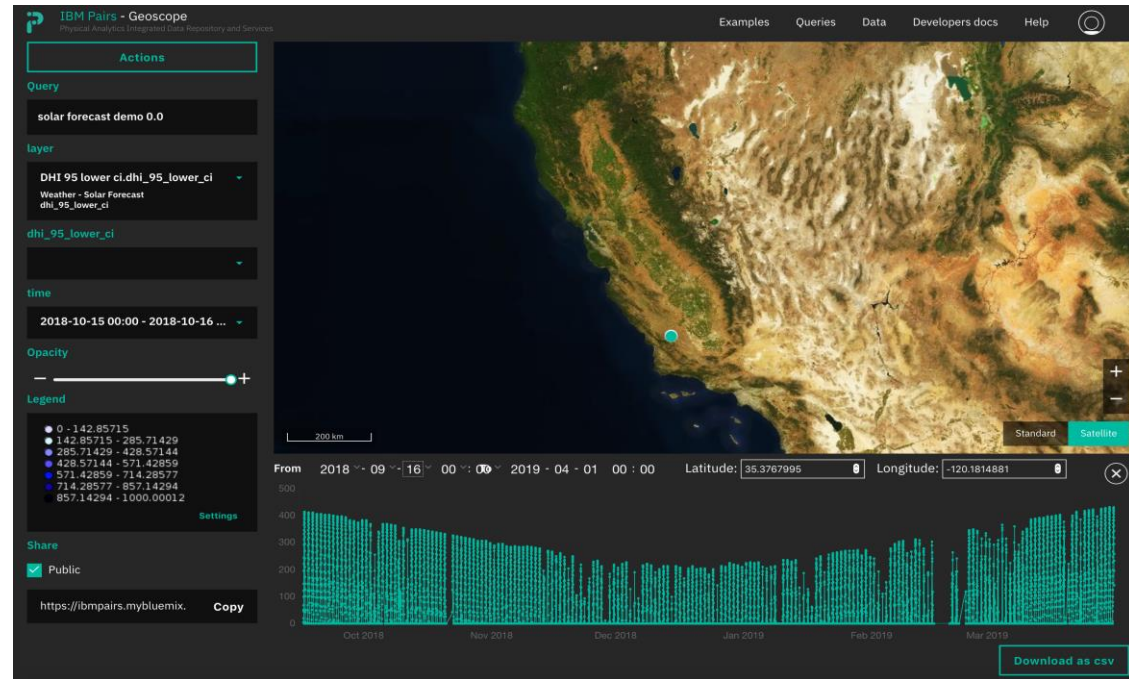 IBM Pairs - Geoscope
Physical Analytics Integrated Data Repository and Services
Examples Queries Data Developers docs Help
Actions
Query
solar forecast demo 0.0
layer
DHI 95 lower ci.dhi_95_lower_ci
Weather - Solar Forecast
dhi_95_lower_ci
dhi_95_lower_ci
time
2018-10-15 00:00 - 2018-10-16 ...
Opacity
Legend
0 - 142.85715
142.85715 - 285.71429
285.71429 - 428.57144
428.57144 - 571.42859
571.42859 - 714.28577
714.28577 - 857.14294
857.14294 - 1000.00012
Settings
Share
Public
https://ibmpairs.mybluemix.
Copy
200 km
+
−
Standard Satellite
From 2018 - 09 - 16 00 : 00 To 2019 - 04 - 01 00 : 00 Latitude: 35.3767995 Longitude: -120.1814881
500
400
300
200
100
0
Oct 2018 Nov 2018 Dec 2018 Jan 2019 Feb 2019 Mar 2019
Download as csv